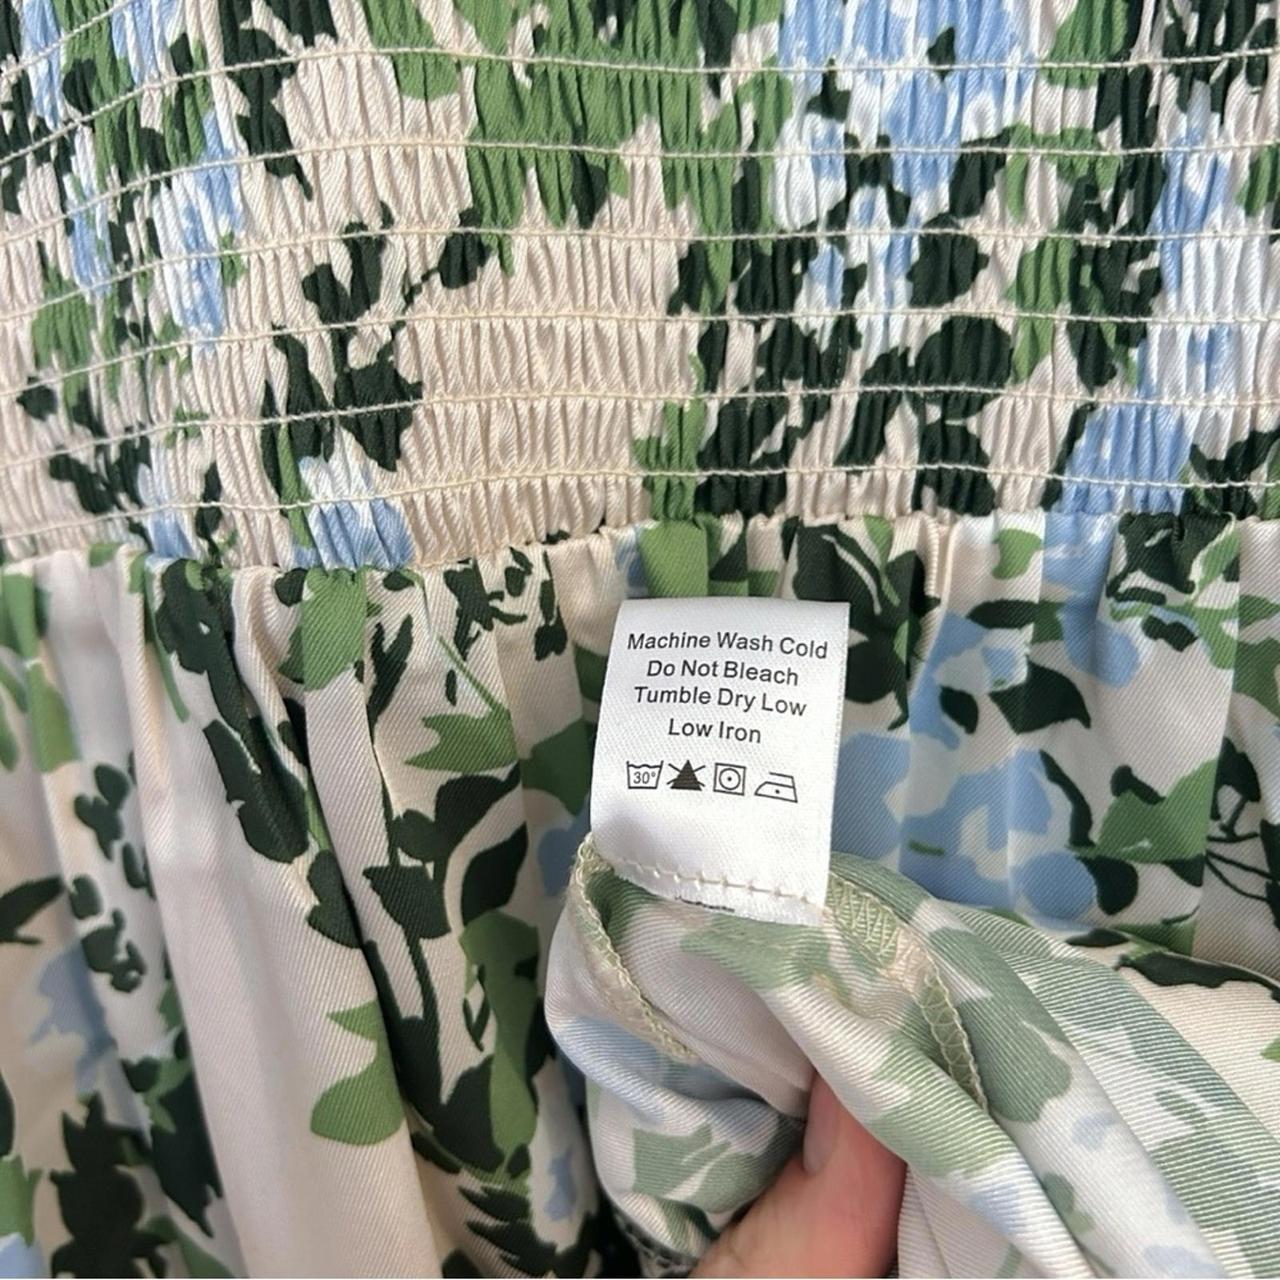 Machine Wash Cold
Do Not Bleach
Tumble Dry Low
Low Iron
30°